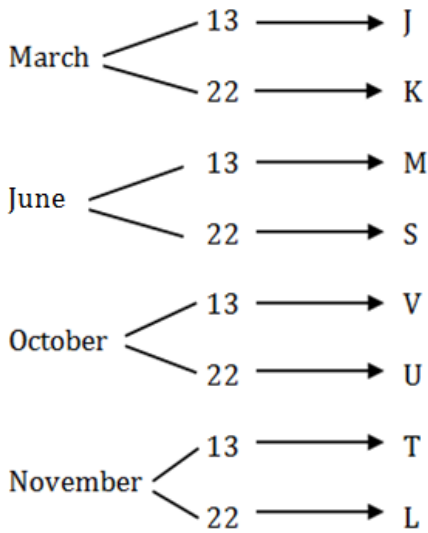 13 J
March
22 K
13 M
June
22 S
13 V
October
22 U
13 T
November
22 L